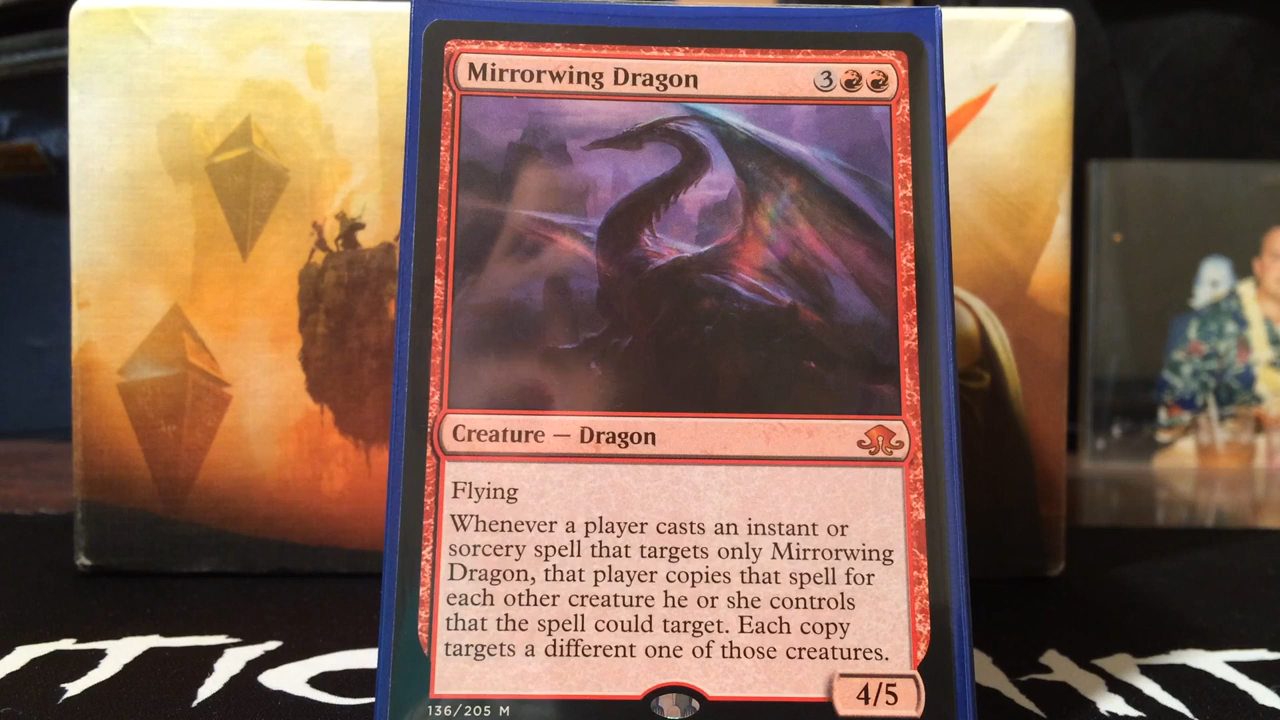 Mirrorwing Dragon 3
Creature — Dragon
Flying
Whenever a player casts an instant or
sorcery spell that targets only Mirrorwing
Dragon, that player copies that spell for
each other creature he or she controls
that the spell could target. Each copy
targets a different one of those creatures.
4/5
136/205 M